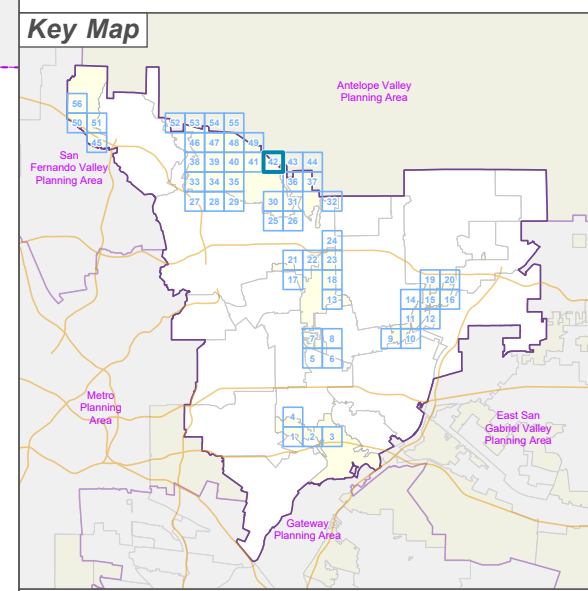 Key Map
Antelope Valley
Planning Area
56
50 51
45
52 53 54 55
46 47 48 49
38 39 40 41 42 43 44
33 34 35 36 37
27 28 29 30 31 32
25 26
San
Fernando Valley
Planning Area
24
21 22 23
17 18
13
19 20
14 15 16
11 12
9 10
7 8
5 6
Metro
Planning
Area
4
1 2 3
East San
Gabriel Valley
Planning Area
Gateway
Planning Area